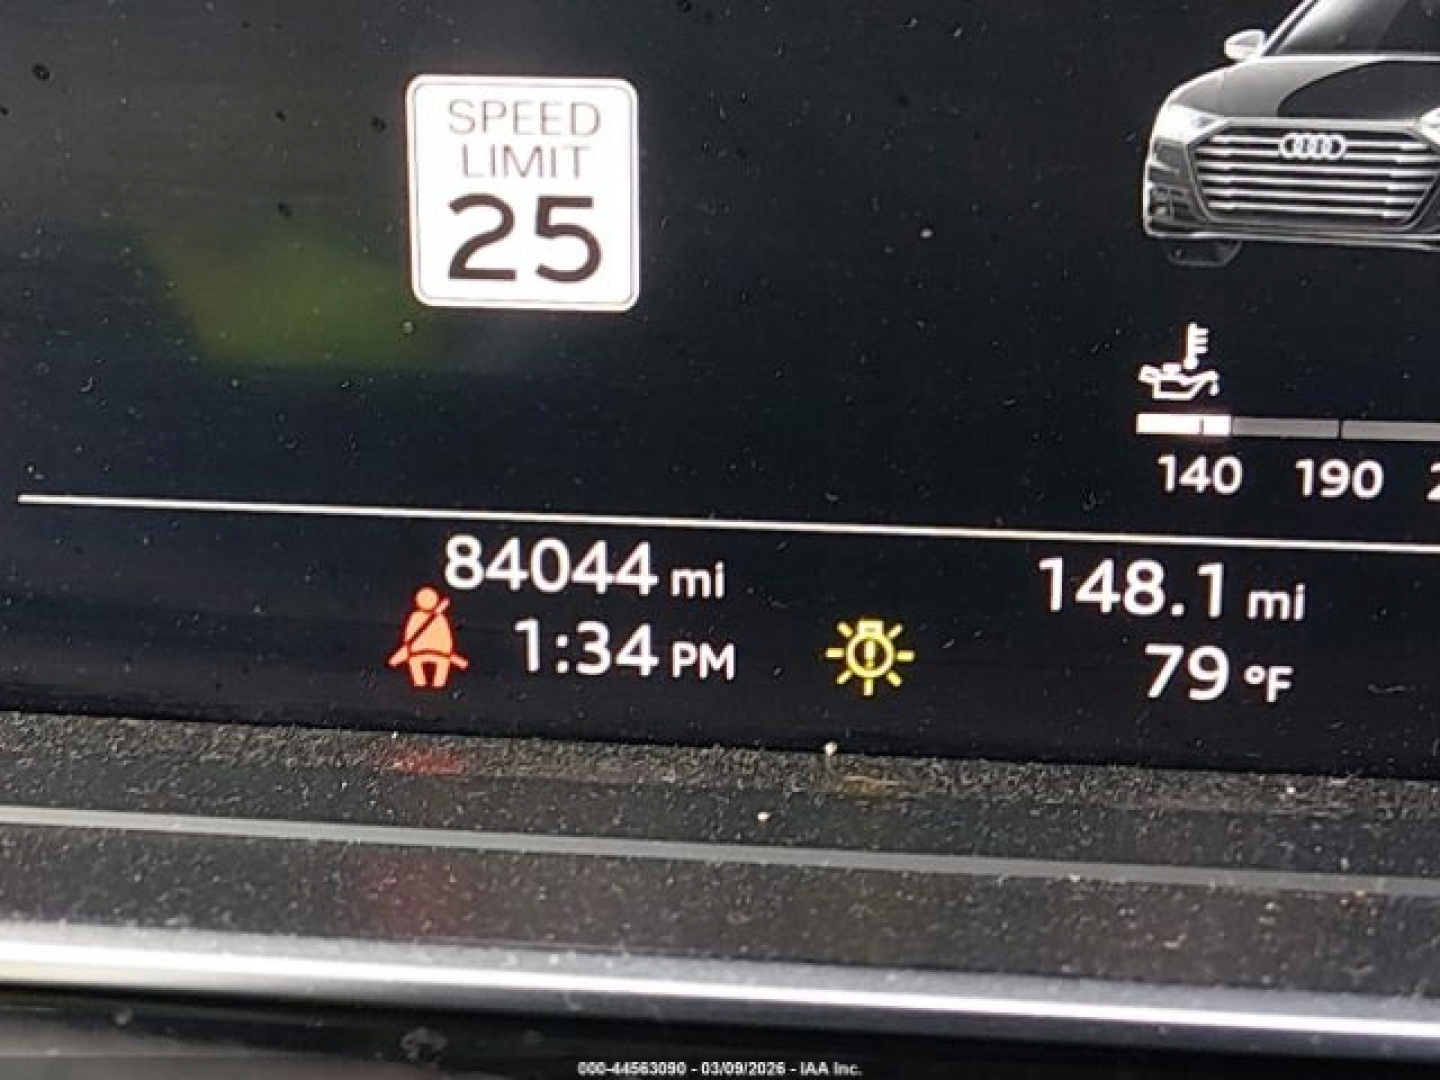 SPEED
LIMIT
25
140 190
84044 mi
148.1 mi
1:34 PM
79 °F
000-44563090 - 03/09/2026 - IAA Inc.